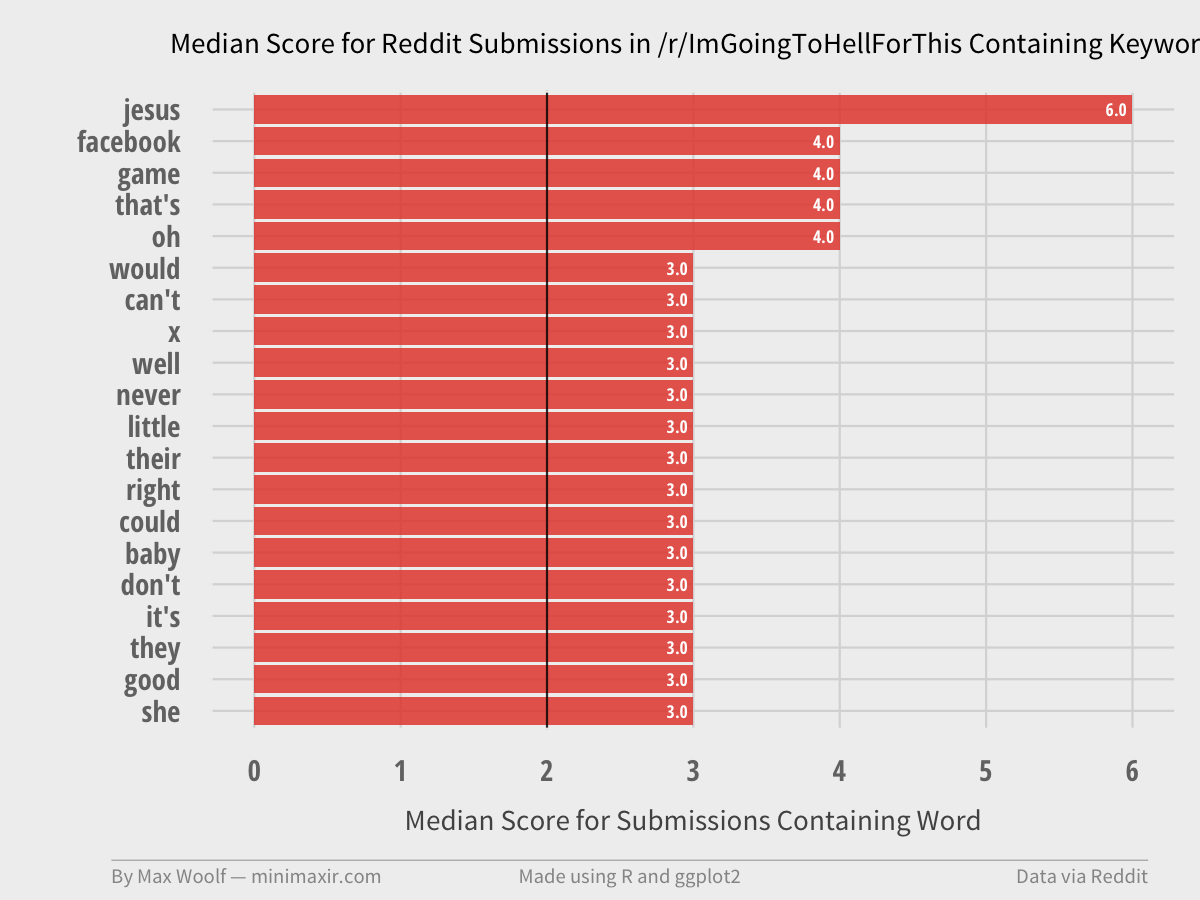 Median Score for Reddit Submissions in /r/ImGoingToHellForThis Containing Keywor
jesus 6.0
facebook 4.0
game 4.0
that's 4.0
oh 4.0
would 3.0
can't 3.0
x 3.0
well 3.0
never 3.0
little 3.0
their 3.0
right 3.0
could 3.0
baby 3.0
don't 3.0
it's 3.0
they 3.0
good 3.0
she 3.0
0 1 2 3 4 5 6
Median Score for Submissions Containing Word
By Max Woolf — minimaxir.com Made using R and ggplot2 Data via Reddit